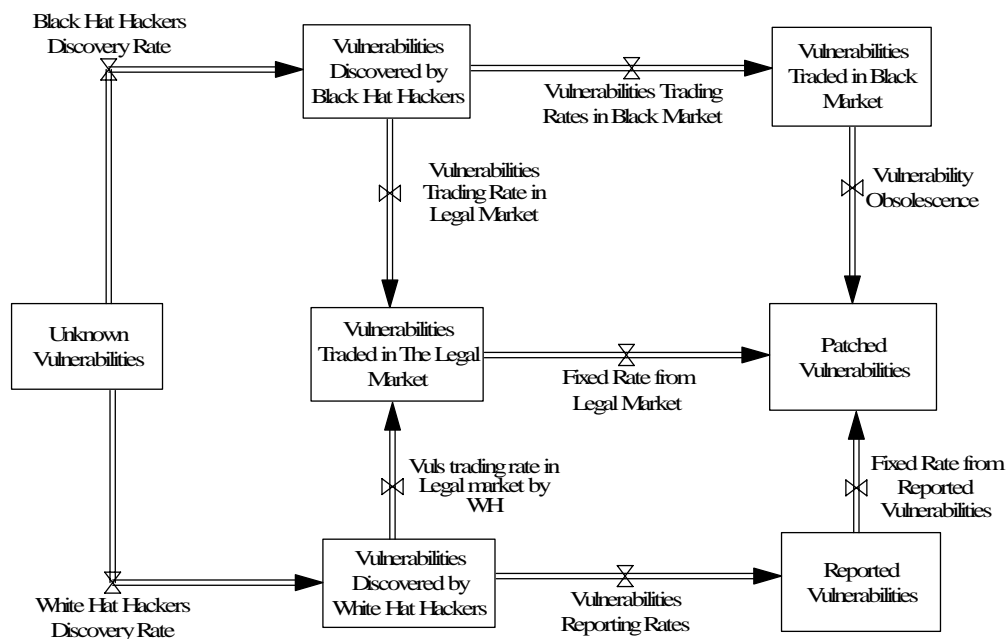 Black Hat Hackers
Discovery Rate
Vulnerabilities
Discovered by
Black Hat Hackers
Vulnerabilities Trading
Rates in Black Market
Vulnerabilities
Traded in Black
Market
Vulnerabilities
Trading Rate in
Legal Market
Vulnerability
Obsolescence
Unknown
Vulnerabilities
Vulnerabilities
Traded in The Legal
Market
Fixed Rate from
Legal Market
Patched
Vulnerabilities
Vuls trading rate in
Legal market by
WH
Fixed Rate from
Reported
Vulnerabilities
White Hat Hackers
Discovery Rate
Vulnerabilities
Discovered by
White Hat Hackers
Vulnerabilities
Reporting Rates
Reported
Vulnerabilities